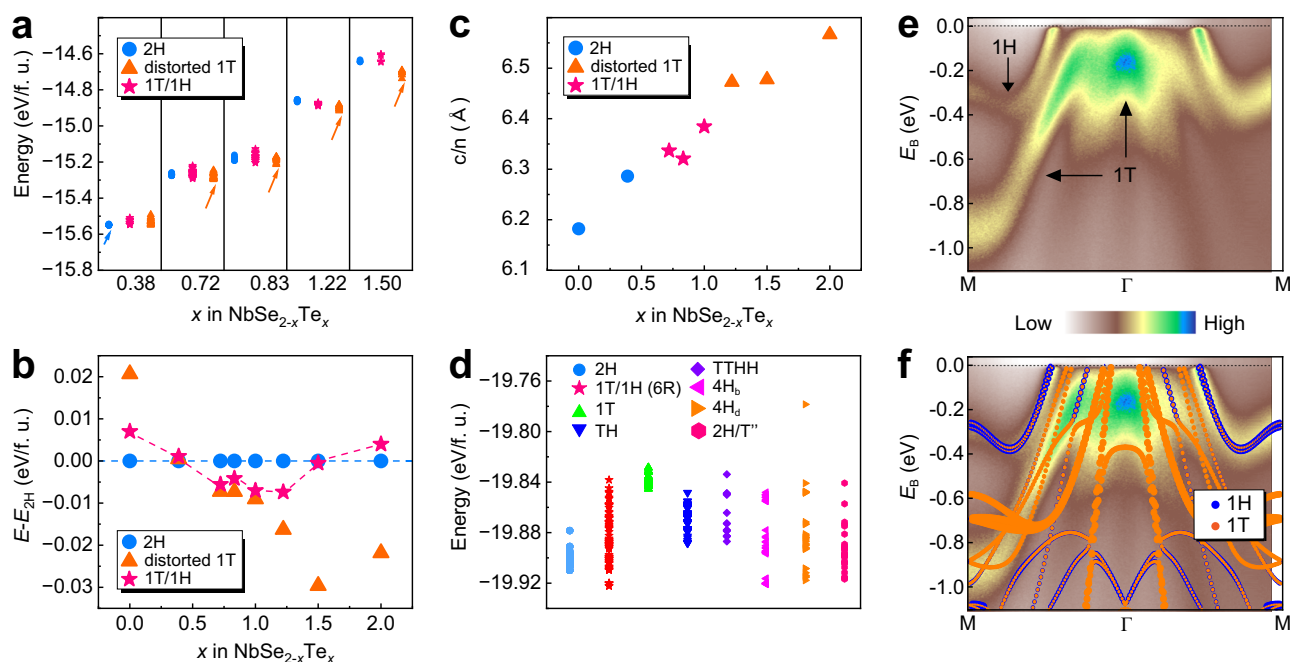 a
2H
distorted 1T
1T/1H
Energy (eV/f. u.)
−14.6
−14.8
−15.0
−15.2
−15.4
−15.6
−15.8
0.38 0.72 0.83 1.22 1.50
x in NbSe2-xTex
b
E-E2H (eV/f. u.)
0.02
0.01
0.00
−0.01
−0.02
−0.03
2H
distorted 1T
1T/1H
0.0 0.5 1.0 1.5 2.0
x in NbSe2-xTex
c
2H
distorted 1T
1T/1H
c/n (Å)
6.5
6.4
6.3
6.2
6.1
0.0 0.5 1.0 1.5 2.0
x in NbSe2-xTex
d
Energy (eV/f. u.)
−19.76
−19.80
−19.84
−19.88
−19.92
2H
1T/1H (6R)
1T
TH
TTHH
4Hb
4Hd
2H/T''
e
EB (eV)
0.0
-0.2
-0.4
-0.6
-0.8
-1.0
1H
1T
M Γ M
Low High
f
EB (eV)
0.0
-0.2
-0.4
-0.6
-0.8
-1.0
1H
1T
M Γ M